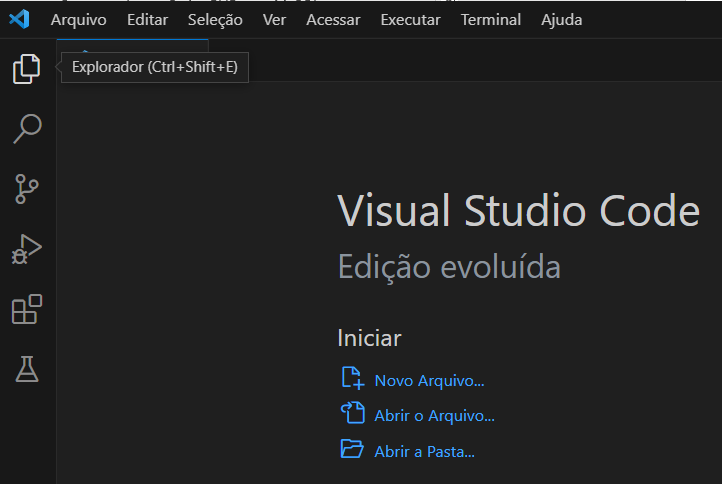 Arquivo Editar Seleção Ver Acessar Executar Terminal Ajuda
Explorador (Ctrl+Shift+E)
Visual Studio Code
Edição evoluída
Iniciar
Novo Arquivo...
Abrir o Arquivo...
Abrir a Pasta...